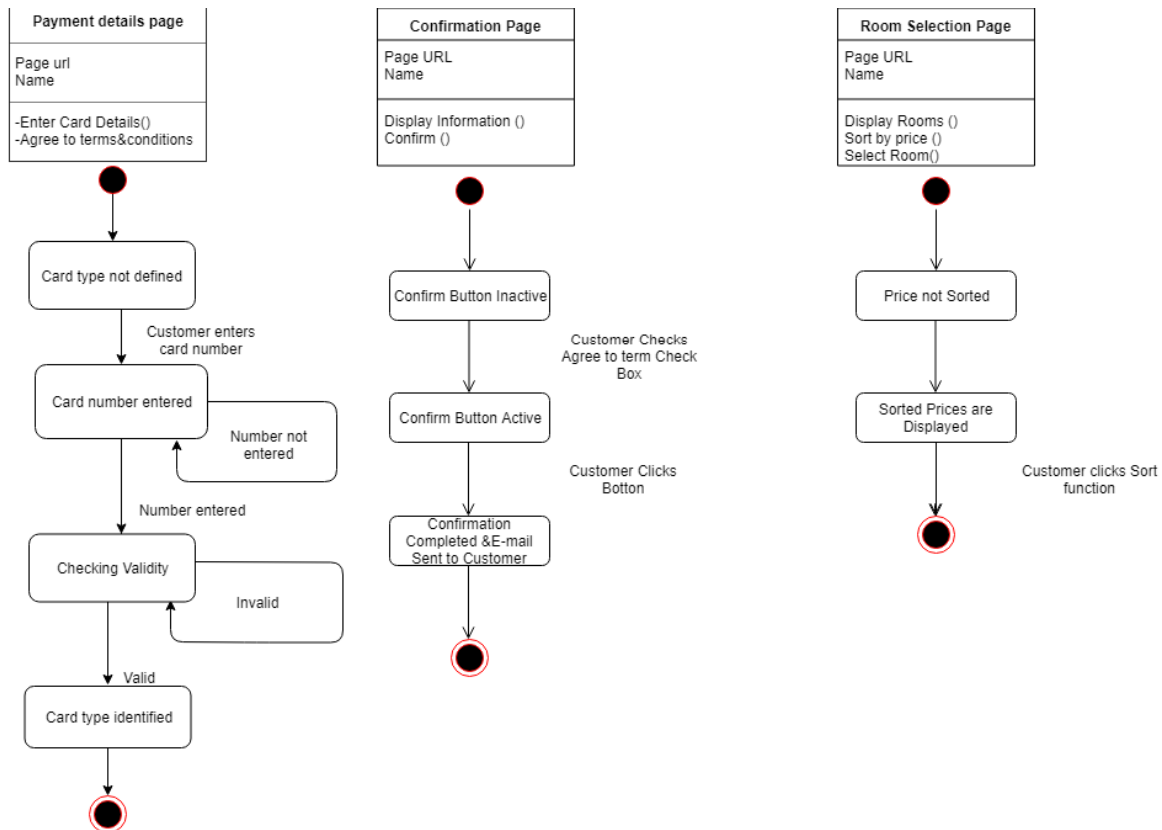 Payment details page
Page url
Name
-Enter Card Details()
-Agree to terms&conditions
Card type not defined
Customer enters
card number
Card number entered
Number not
entered
Number entered
Checking Validity
Invalid
Valid
Card type identified
Confirmation Page
Page URL
Name
Display Information ()
Confirm ()
Confirm Button Inactive
Customer Checks
Agree to term Check
Box
Confirm Button Active
Customer Clicks
Botton
Confirmation
Completed &E-mail
Sent to Customer
Room Selection Page
Page URL
Name
Display Rooms ()
Sort by price ()
Select Room()
Price not Sorted
Sorted Prices are
Displayed
Customer clicks Sort
function